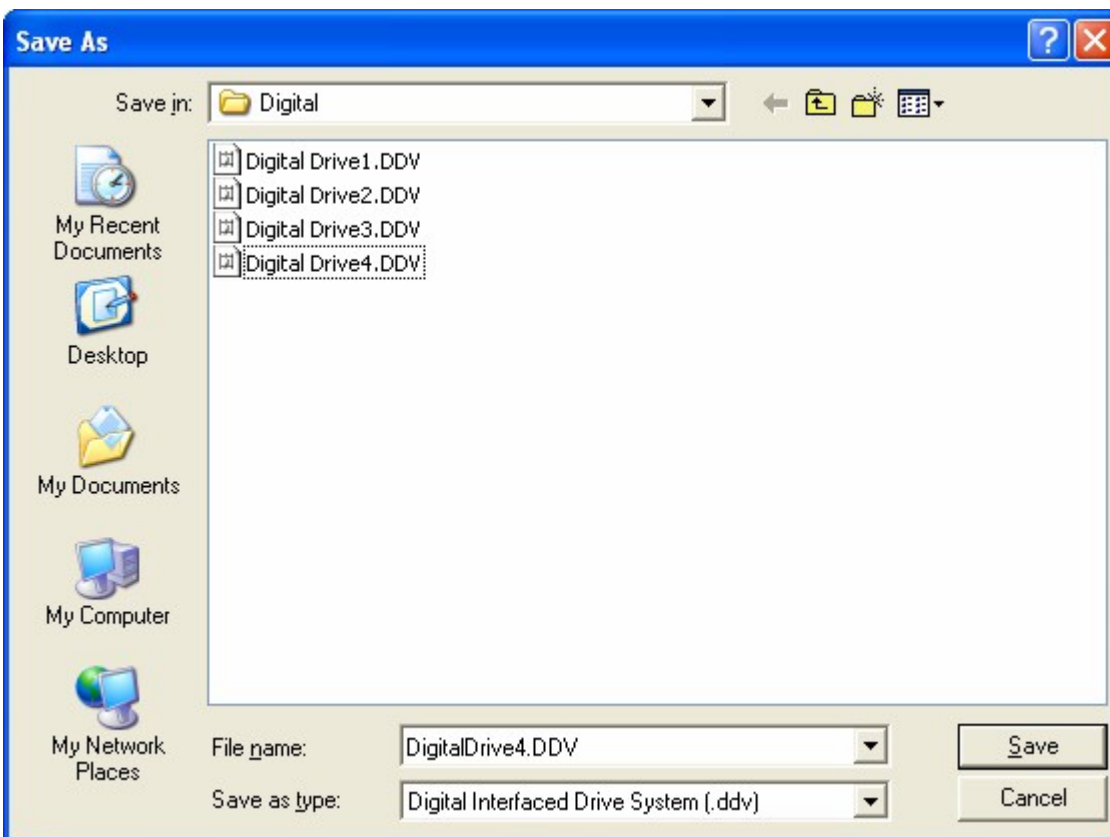 Save As
Save in:
Digital
Digital Drive1.DDV
Digital Drive2.DDV
Digital Drive3.DDV
Digital Drive4.DDV
My Recent
Documents
Desktop
My Documents
My Computer
My Network
Places
File name:
DigitalDrive4.DDV
Save
Save as type:
Digital Interfaced Drive System (.ddv)
Cancel